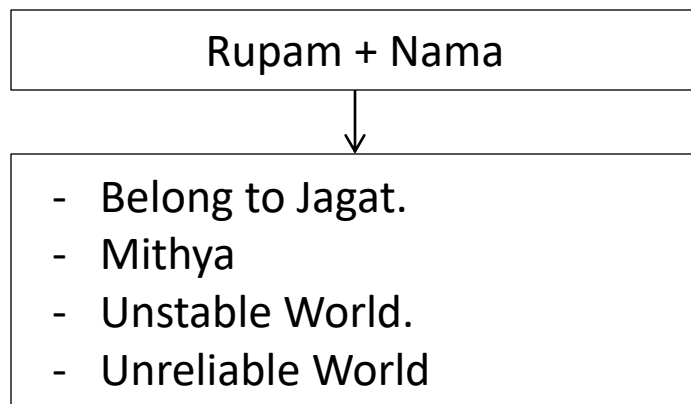 Rupam + Nama
- Belong to Jagat.
- Mithya
- Unstable World.
- Unreliable World